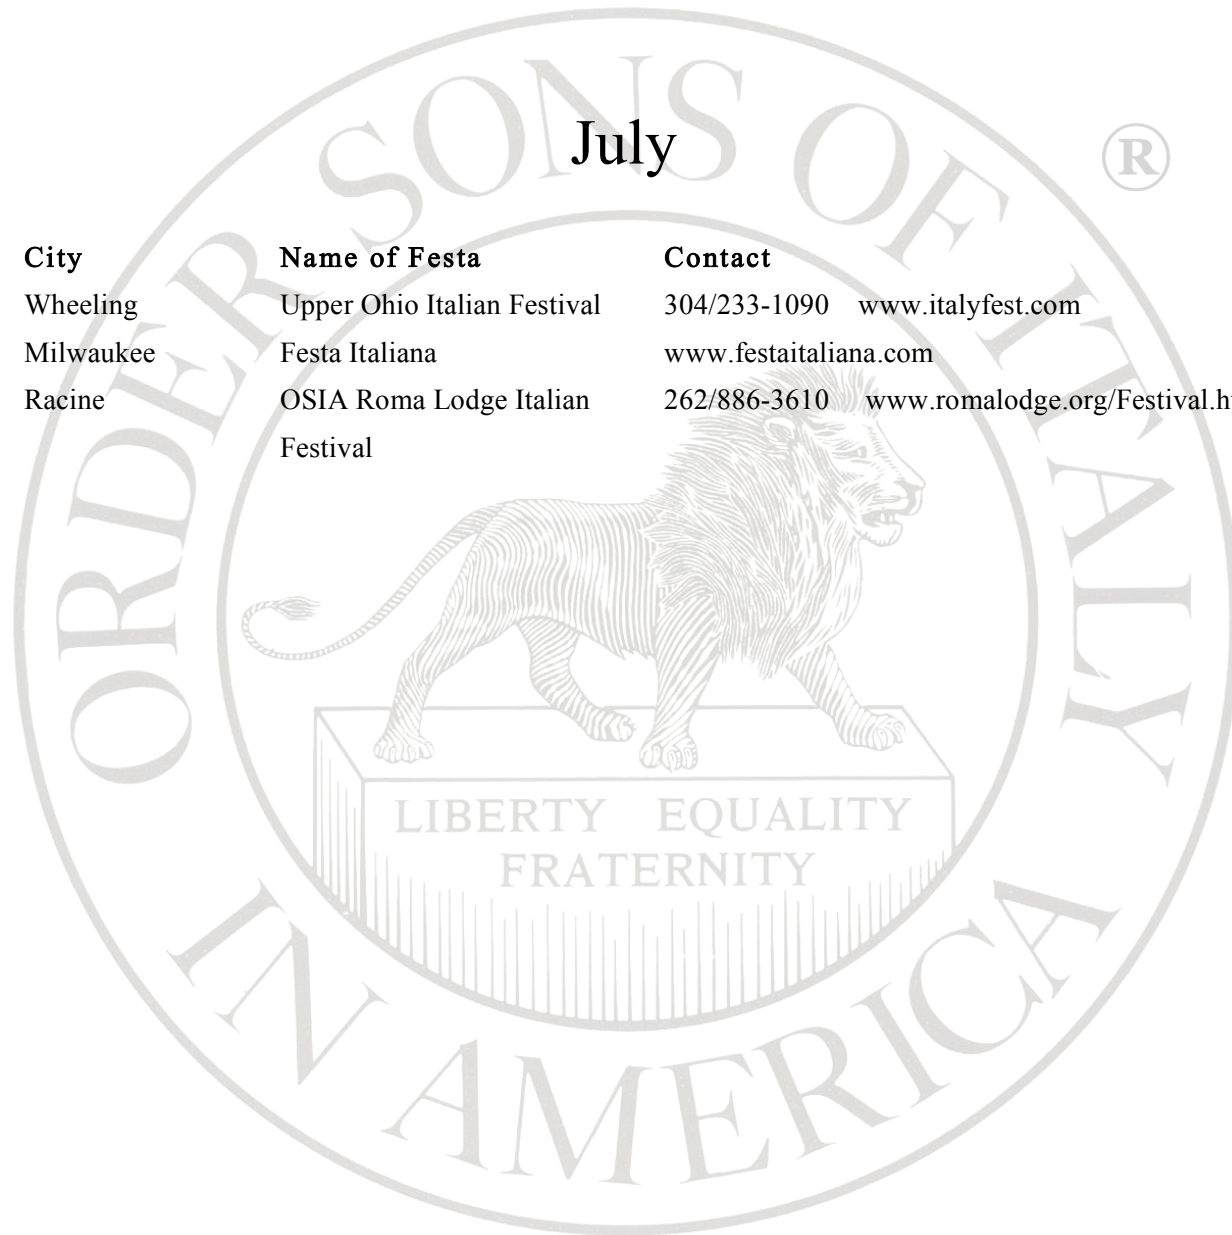 ORDER SONS OF ITALY
®
July
City Name of Festa Contact
Wheeling Upper Ohio Italian Festival 304/233-1090 www.italyfest.com
Milwaukee Festa Italiana www.festaitaliana.com
Racine OSIA Roma Lodge Italian 262/886-3610 www.romalodge.org/Festival.h
Festival
LIBERTY EQUALITY
FRATERNITY
IN AMERICA